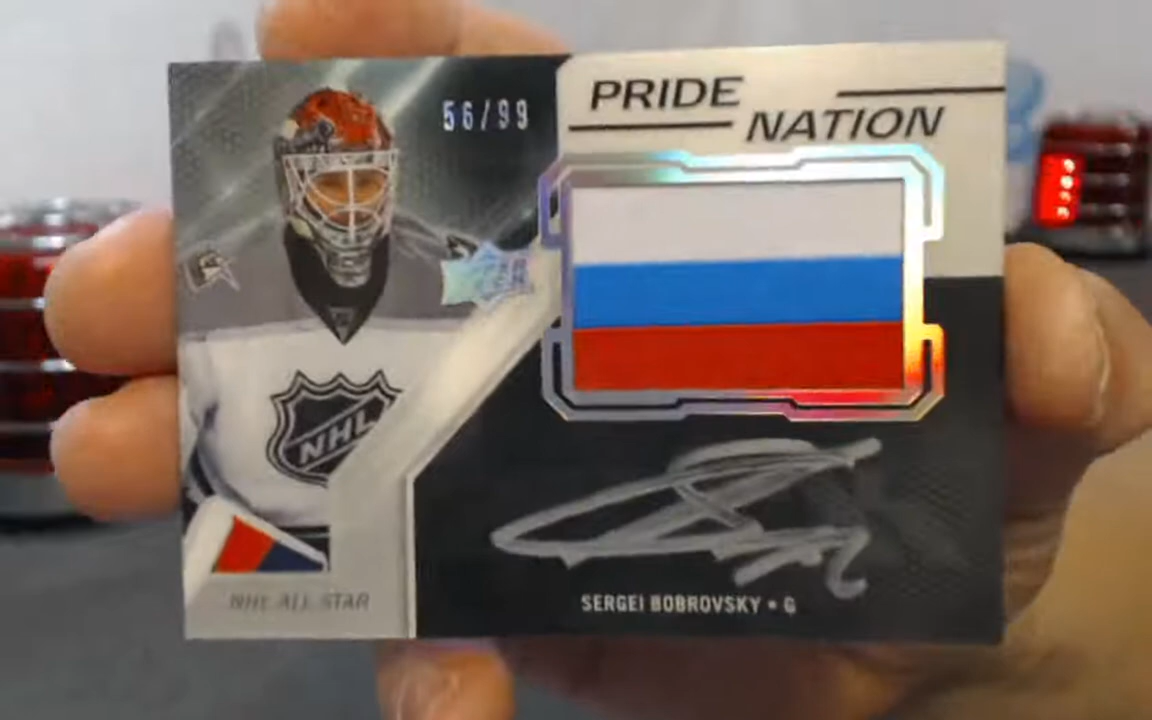 56/99
PRIDE
NATION
NHL
NHL ALL-STAR
SERGEI BOBROVSKY • G